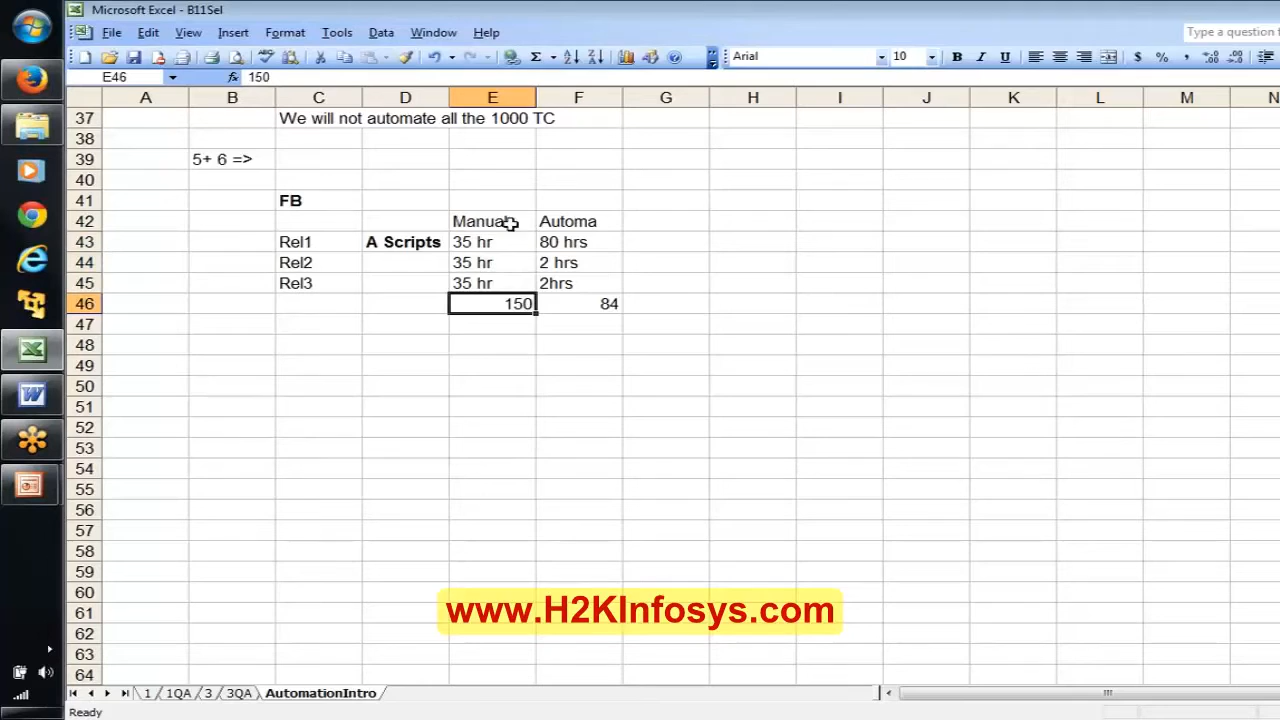 Microsoft Excel - B11Sel
File Edit View Insert Format Tools Data Window Help
Type a question
Arial 10 B I U $ % ,
E46 fx 150
A B C D E F G H I J K L M N
37 We will not automate all the 1000 TC
38
39 5+ 6 =>
40
41 FB
42 Manual Automa
43 Rel1 A Scripts 35 hr 80 hrs
44 Rel2 35 hr 2 hrs
45 Rel3 35 hr 2hrs
46 150 84
47
48
49
50
51
52
53
54
55
56
57
58
59
60
www.H2KInfosys.com
61
62
63
64
1 1QA 3 3QA AutomationIntro
Ready